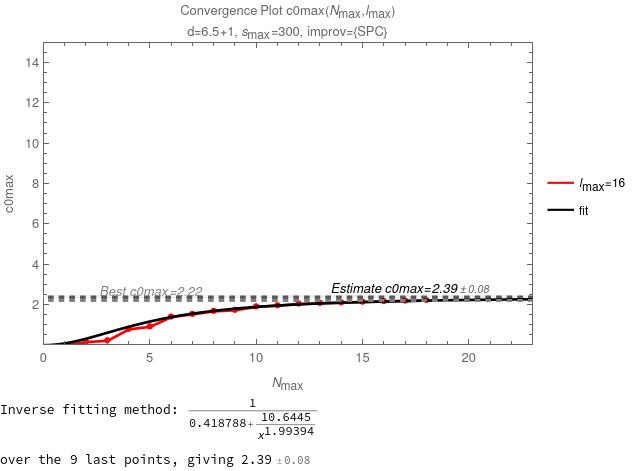 Convergence Plot c0max(Nmax,lmax)
d=6.5+1, smax=300, improv={SPC}
14
12
10
8
6
4
2
c0max
Best c0max=2.22
Estimate c0max=2.39 ±0.08
lmax=16
fit
0 5 10 15 20
Nmax
Inverse fitting method: 1
0.418788+ 10.6445
x1.99394
over the 9 last points, giving 2.39 ±0.08